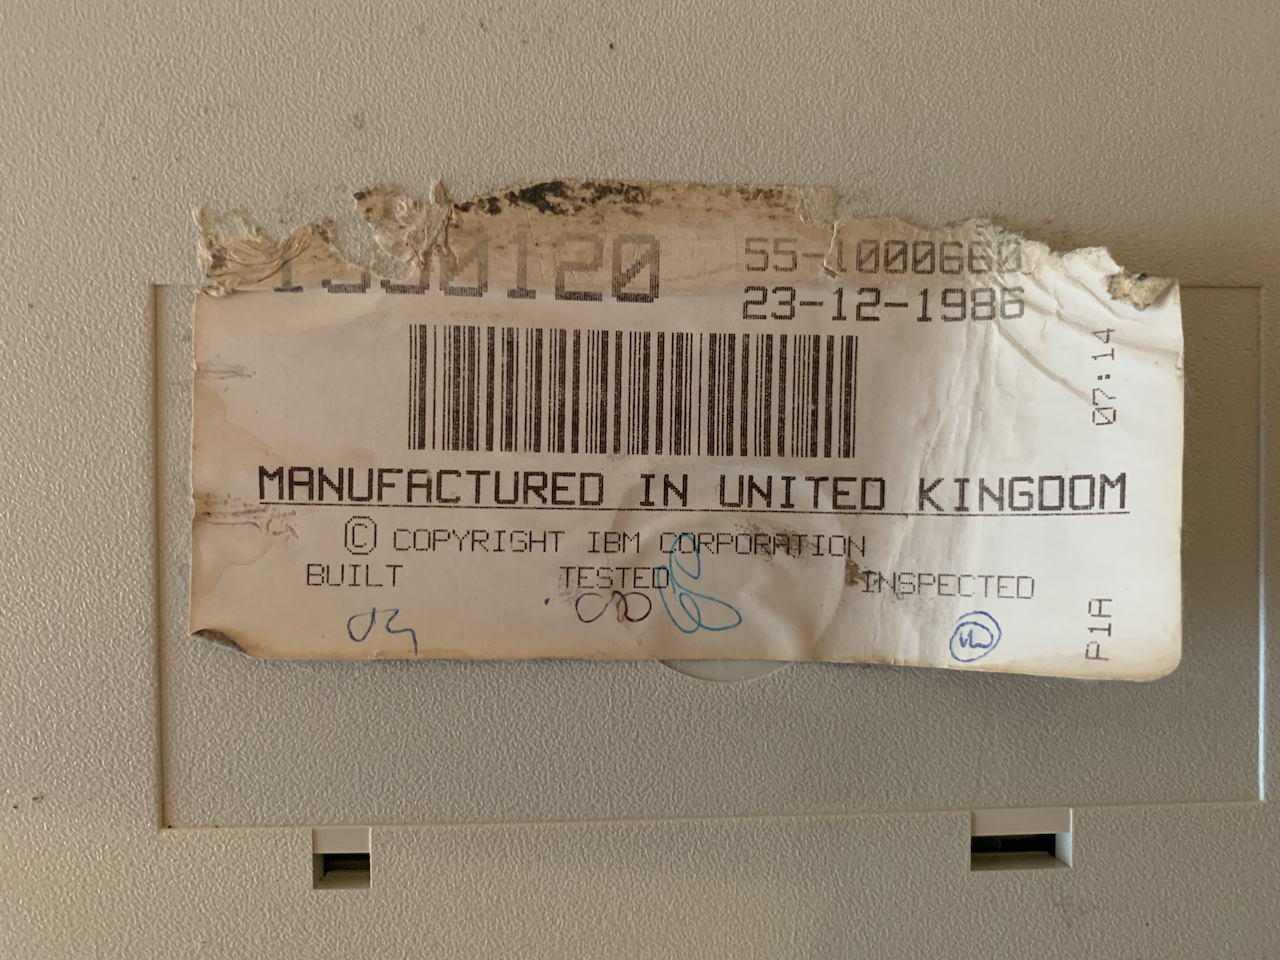 55-1000660
23-12-1986
07:14
MANUFACTURED IN UNITED KINGDOM
© COPYRIGHT IBM CORPORATION
BUILT TESTED INSPECTED
P1A